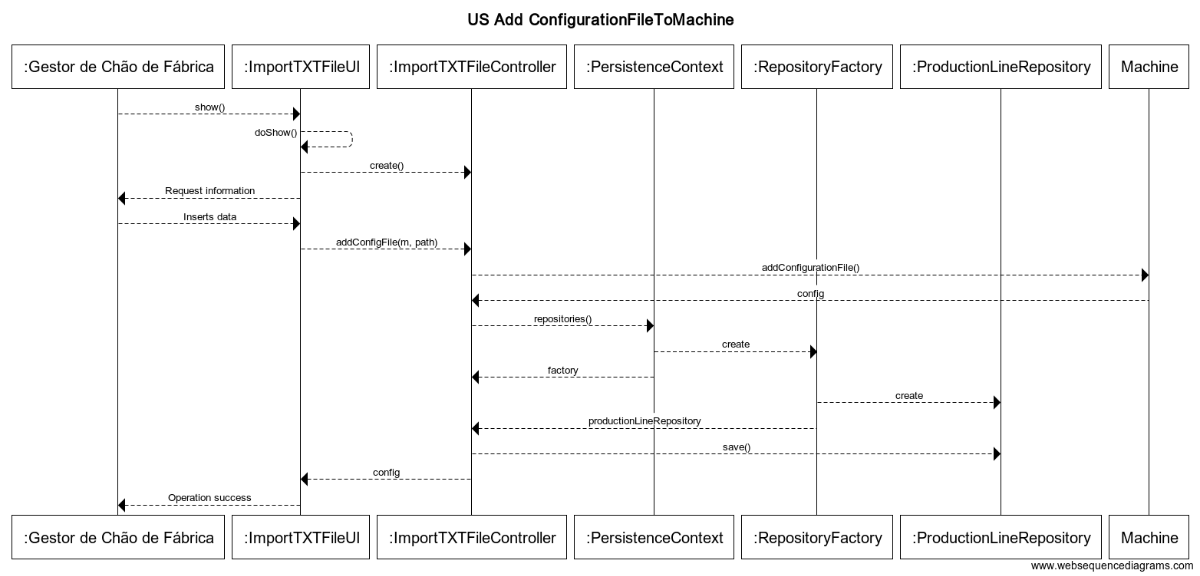 US Add ConfigurationFileToMachine
:Gestor de Chão de Fábrica
:ImportTXTFileUI
:ImportTXTFileController
:PersistenceContext
:RepositoryFactory
:ProductionLineRepository
Machine
show()
doShow()
create()
Request information
Inserts data
addConfigFile(m, path)
addConfigurationFile()
config
repositories()
create
factory
create
productionLineRepository
save()
config
Operation success
:Gestor de Chão de Fábrica
:ImportTXTFileUI
:ImportTXTFileController
:PersistenceContext
:RepositoryFactory
:ProductionLineRepository
Machine
www.websequencediagrams.com